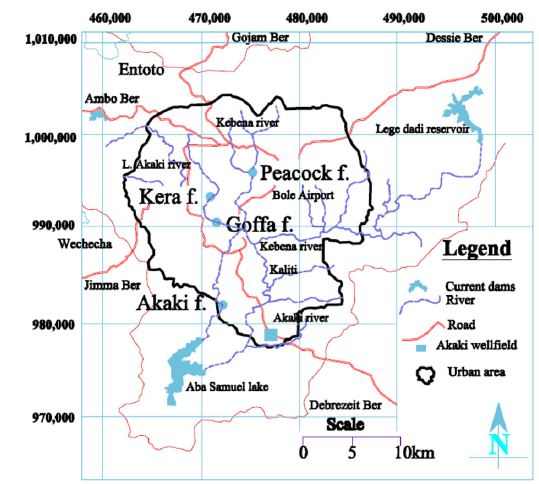 460,000
470,000
480,000
490,000
500,000
1,010,000
Gojam Ber
Dessie Ber
Entoto
Ambo Ber
Kebena river
Lege dadi reservoir
1,000,000
L. Akaki river
Peacock f.
Kera f.
Bole Airport
990,000
Goffa f.
Wechecha
Kebena river
Legend
Kaliti
Jimma Ber
Current dams
River
Akaki f.
980,000
Akaki river
Road
Akaki wellfield
Urban area
Aba Samuel lake
970,000
Debrezeit Ber
Scale
0 5 10km
N